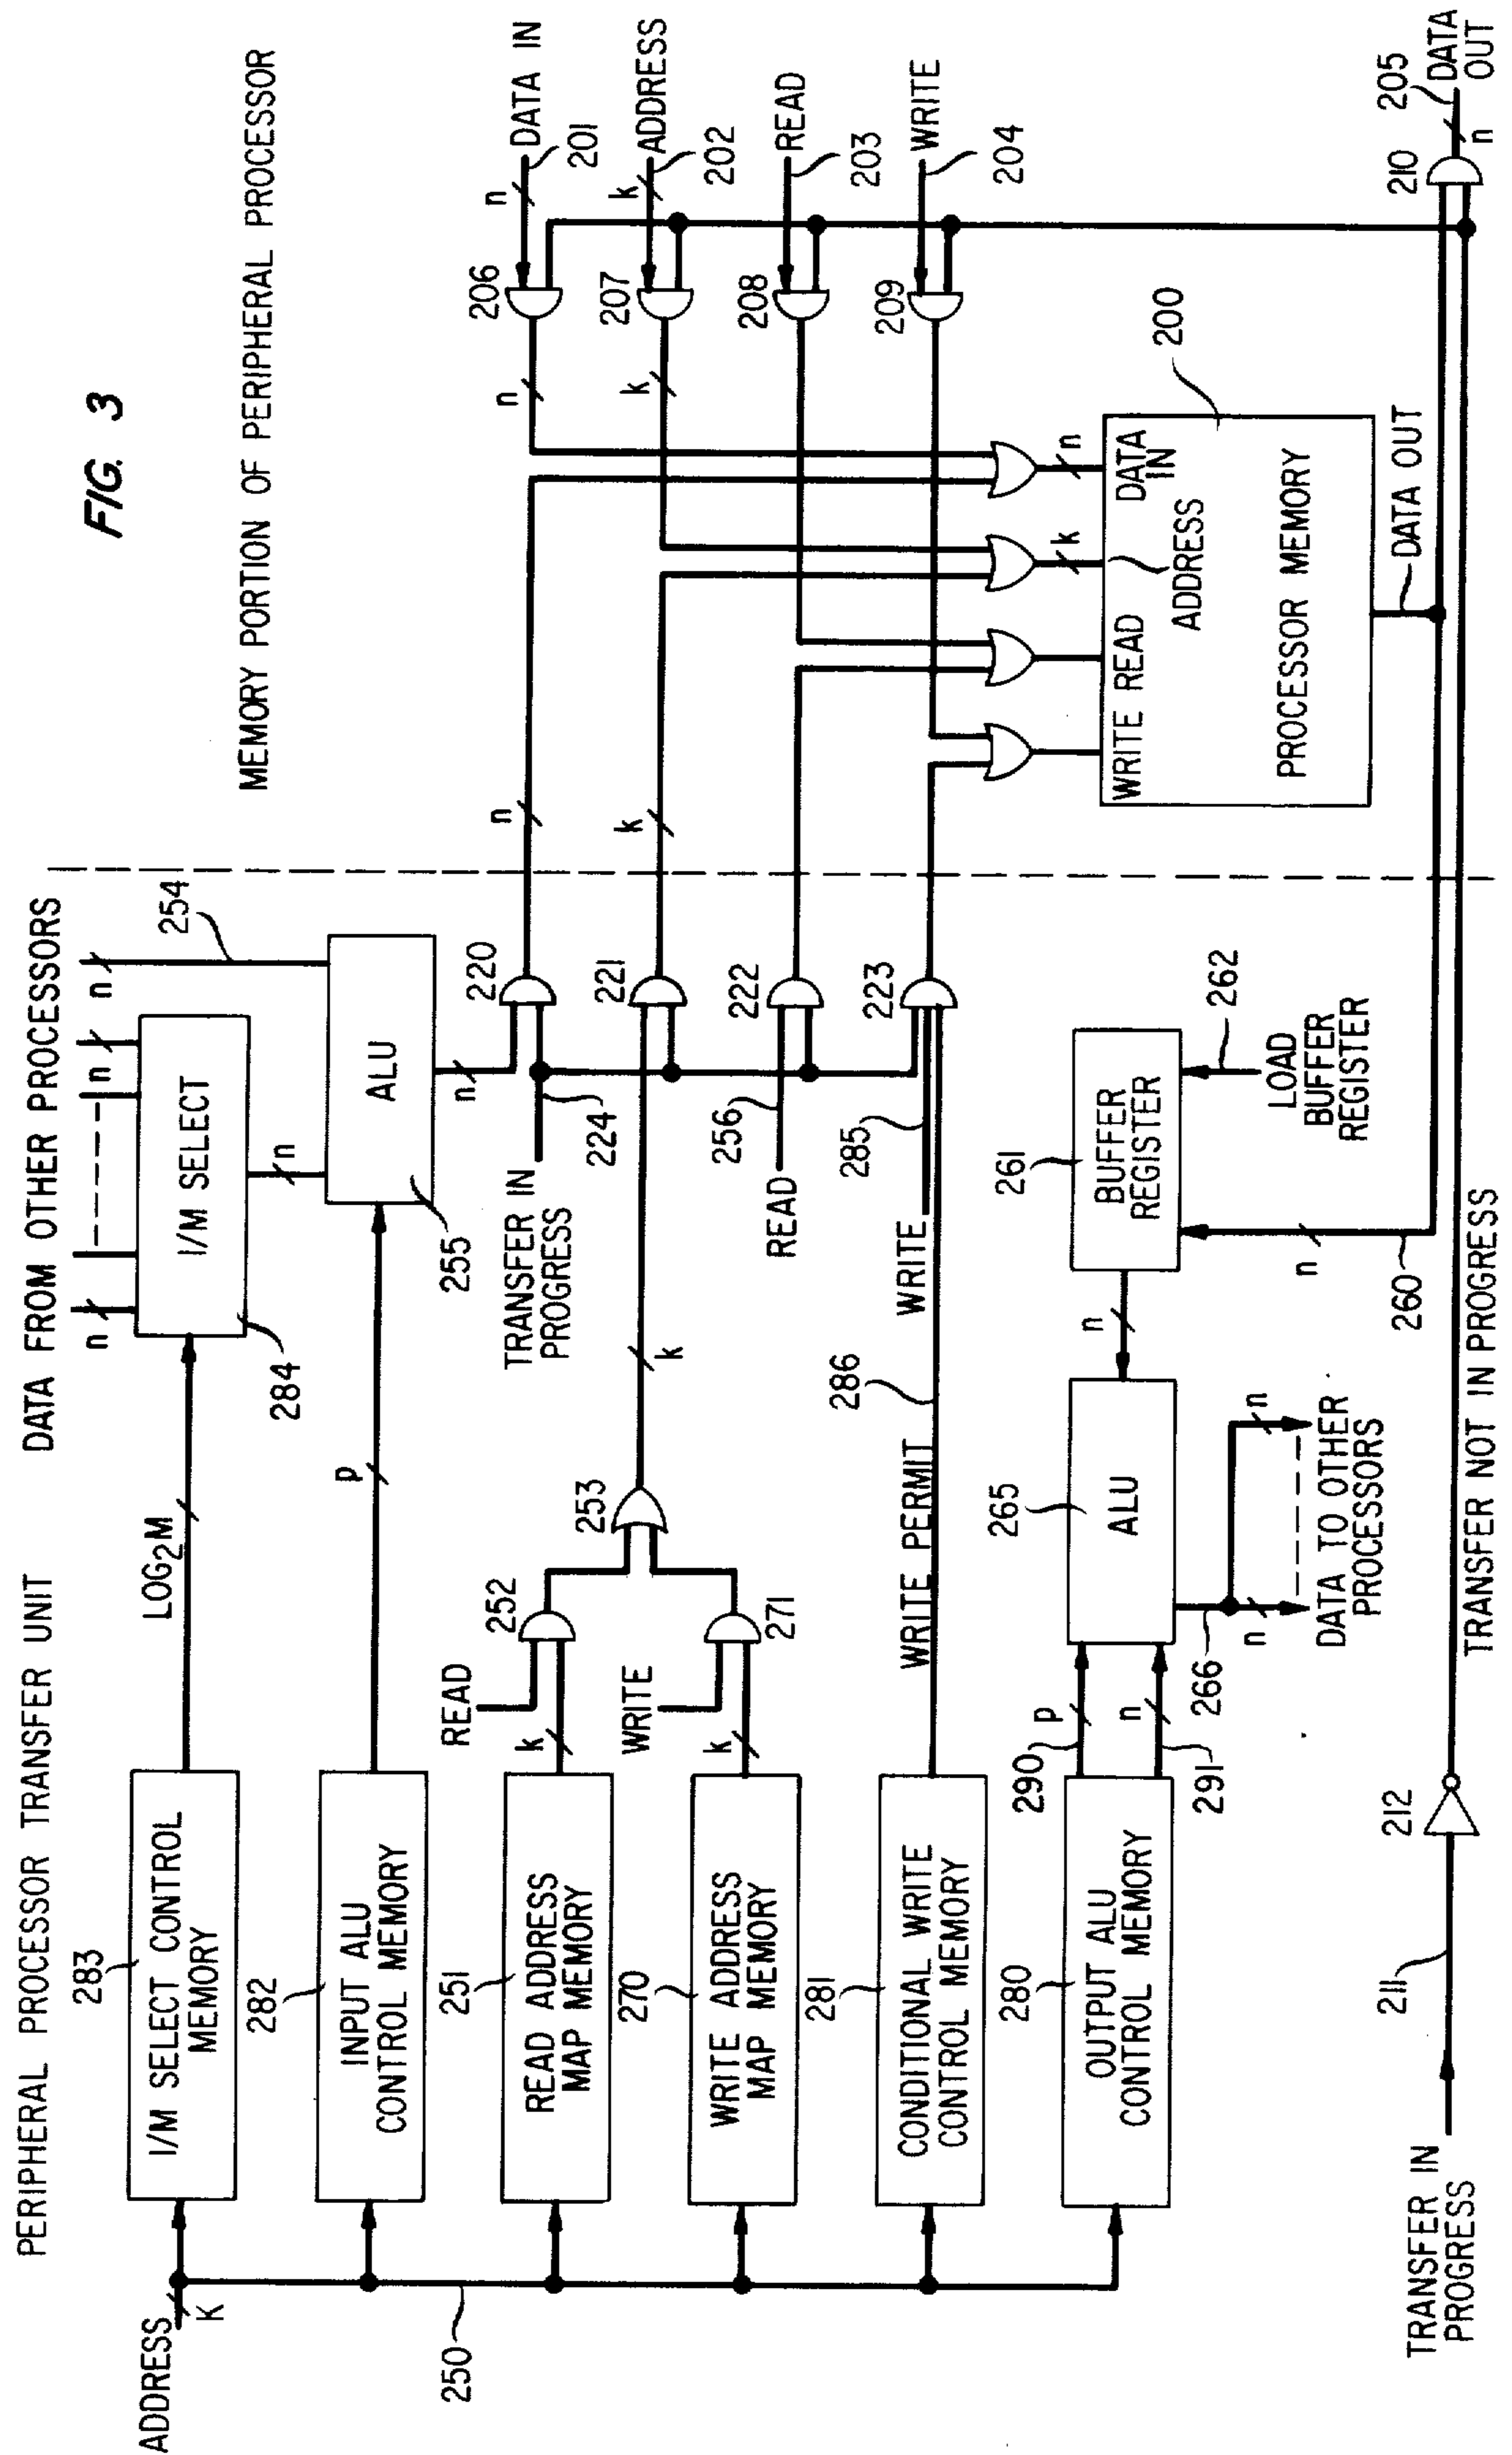 FIG. 3
PERIPHERAL PROCESSOR TRANSFER UNIT
DATA FROM OTHER PROCESSORS
MEMORY PORTION OF PERIPHERAL PROCESSOR
ADDRESS
K
250
283
I/M SELECT CONTROL
MEMORY
LOG2M
284
I/M SELECT
n
n
n
n
254
282
INPUT ALU
CONTROL MEMORY
p
255
ALU
n
251
READ ADDRESS
MAP MEMORY
k
READ
252
253
k
270
WRITE ADDRESS
MAP MEMORY
k
WRITE
271
281
CONDITIONAL WRITE
CONTROL MEMORY
WRITE PERMIT
286
280
OUTPUT ALU
CONTROL MEMORY
290
p
291
n
265
ALU
266
n
n
DATA TO OTHER
PROCESSORS
n
261
BUFFER
REGISTER
262
LOAD
BUFFER
REGISTER
n
260
TRANSFER IN
PROGRESS
224
220
221
222
223
READ
256
WRITE
285
n
k
n
k
206
207
208
209
n
DATA IN
201
k
ADDRESS
202
READ
203
WRITE
204
n
k
DATA
IN
ADDRESS
WRITE READ
PROCESSOR MEMORY
200
DATA OUT
210
205
n
DATA
OUT
TRANSFER IN
PROGRESS
211
212
TRANSFER NOT IN PROGRESS